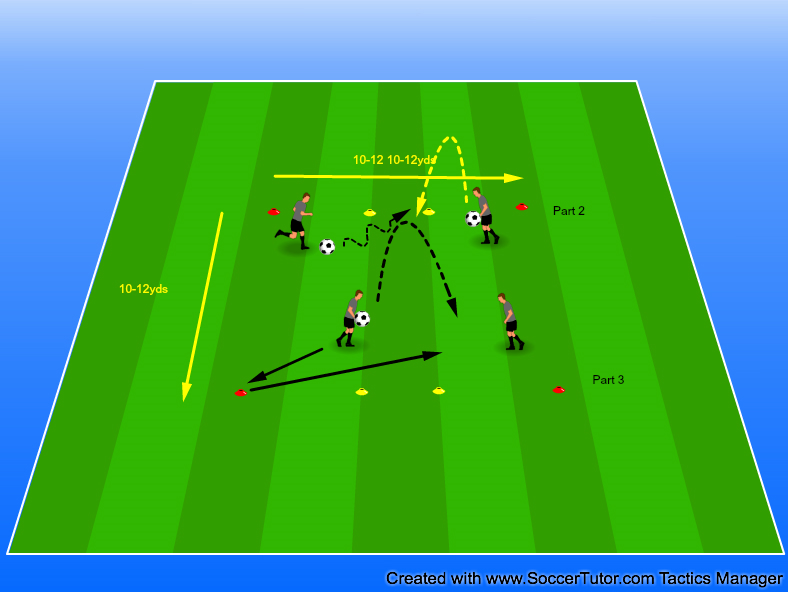 10-12 10-12yds
Part 2
10-12yds
Part 3
Created with www.SoccerTutor.com Tactics Manager